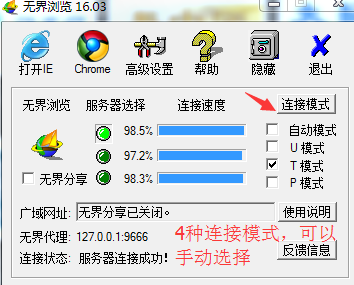 无界浏览 16.03
打开IE Chrome 高级设置 帮助 隐藏 退出
无界浏览 服务器选择 连接速度 连接模式
98.5% 自动模式
U 模式
97.2% T 模式
无界分享 98.3% P 模式
广域网址: 无界分享已关闭。 使用说明
无界代理: 127.0.0.1:9666
4种连接模式，可以
手动选择
连接状态: 服务器连接成功! 反馈信息